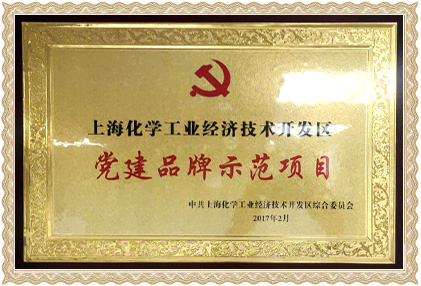 上海化学工业经济技术开发区
党建品牌示范项目
中共上海化学工业经济技术开发区综合委员会
2017年2月